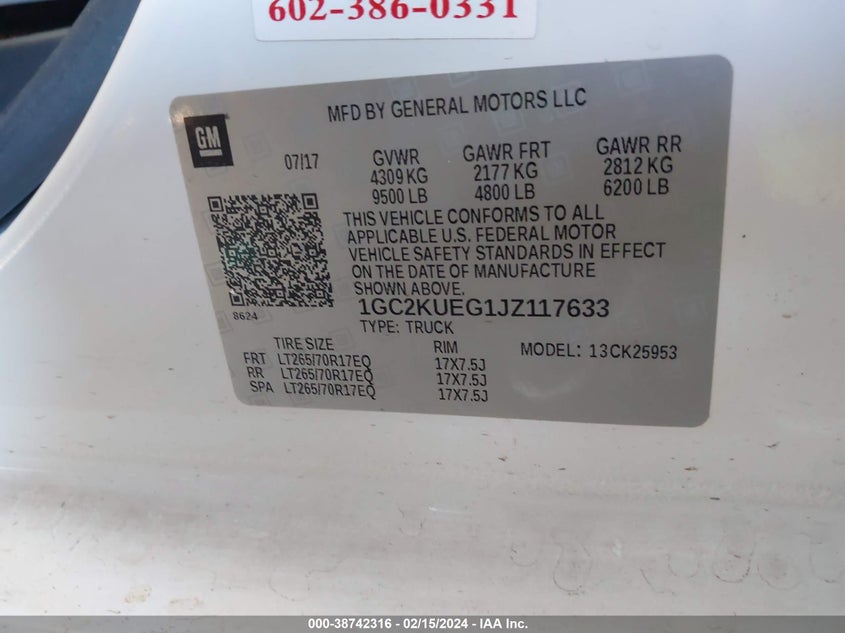 602-386-0331
MFD BY GENERAL MOTORS LLC
GM
07/17
GVWR
4309 KG
9500 LB
GAWR FRT
2177 KG
4800 LB
GAWR RR
2812 KG
6200 LB
THIS VEHICLE CONFORMS TO ALL
APPLICABLE U.S. FEDERAL MOTOR
VEHICLE SAFETY STANDARDS IN EFFECT
ON THE DATE OF MANUFACTURE
SHOWN ABOVE.
8624
1GC2KUEG1JZ117633
TYPE: TRUCK
MODEL: 13CK25953
TIRE SIZE RIM
FRT LT265/70R17EQ 17X7.5J
RR LT265/70R17EQ 17X7.5J
SPA LT265/70R17EQ 17X7.5J
000-38742316 - 02/15/2024 - IAA Inc.